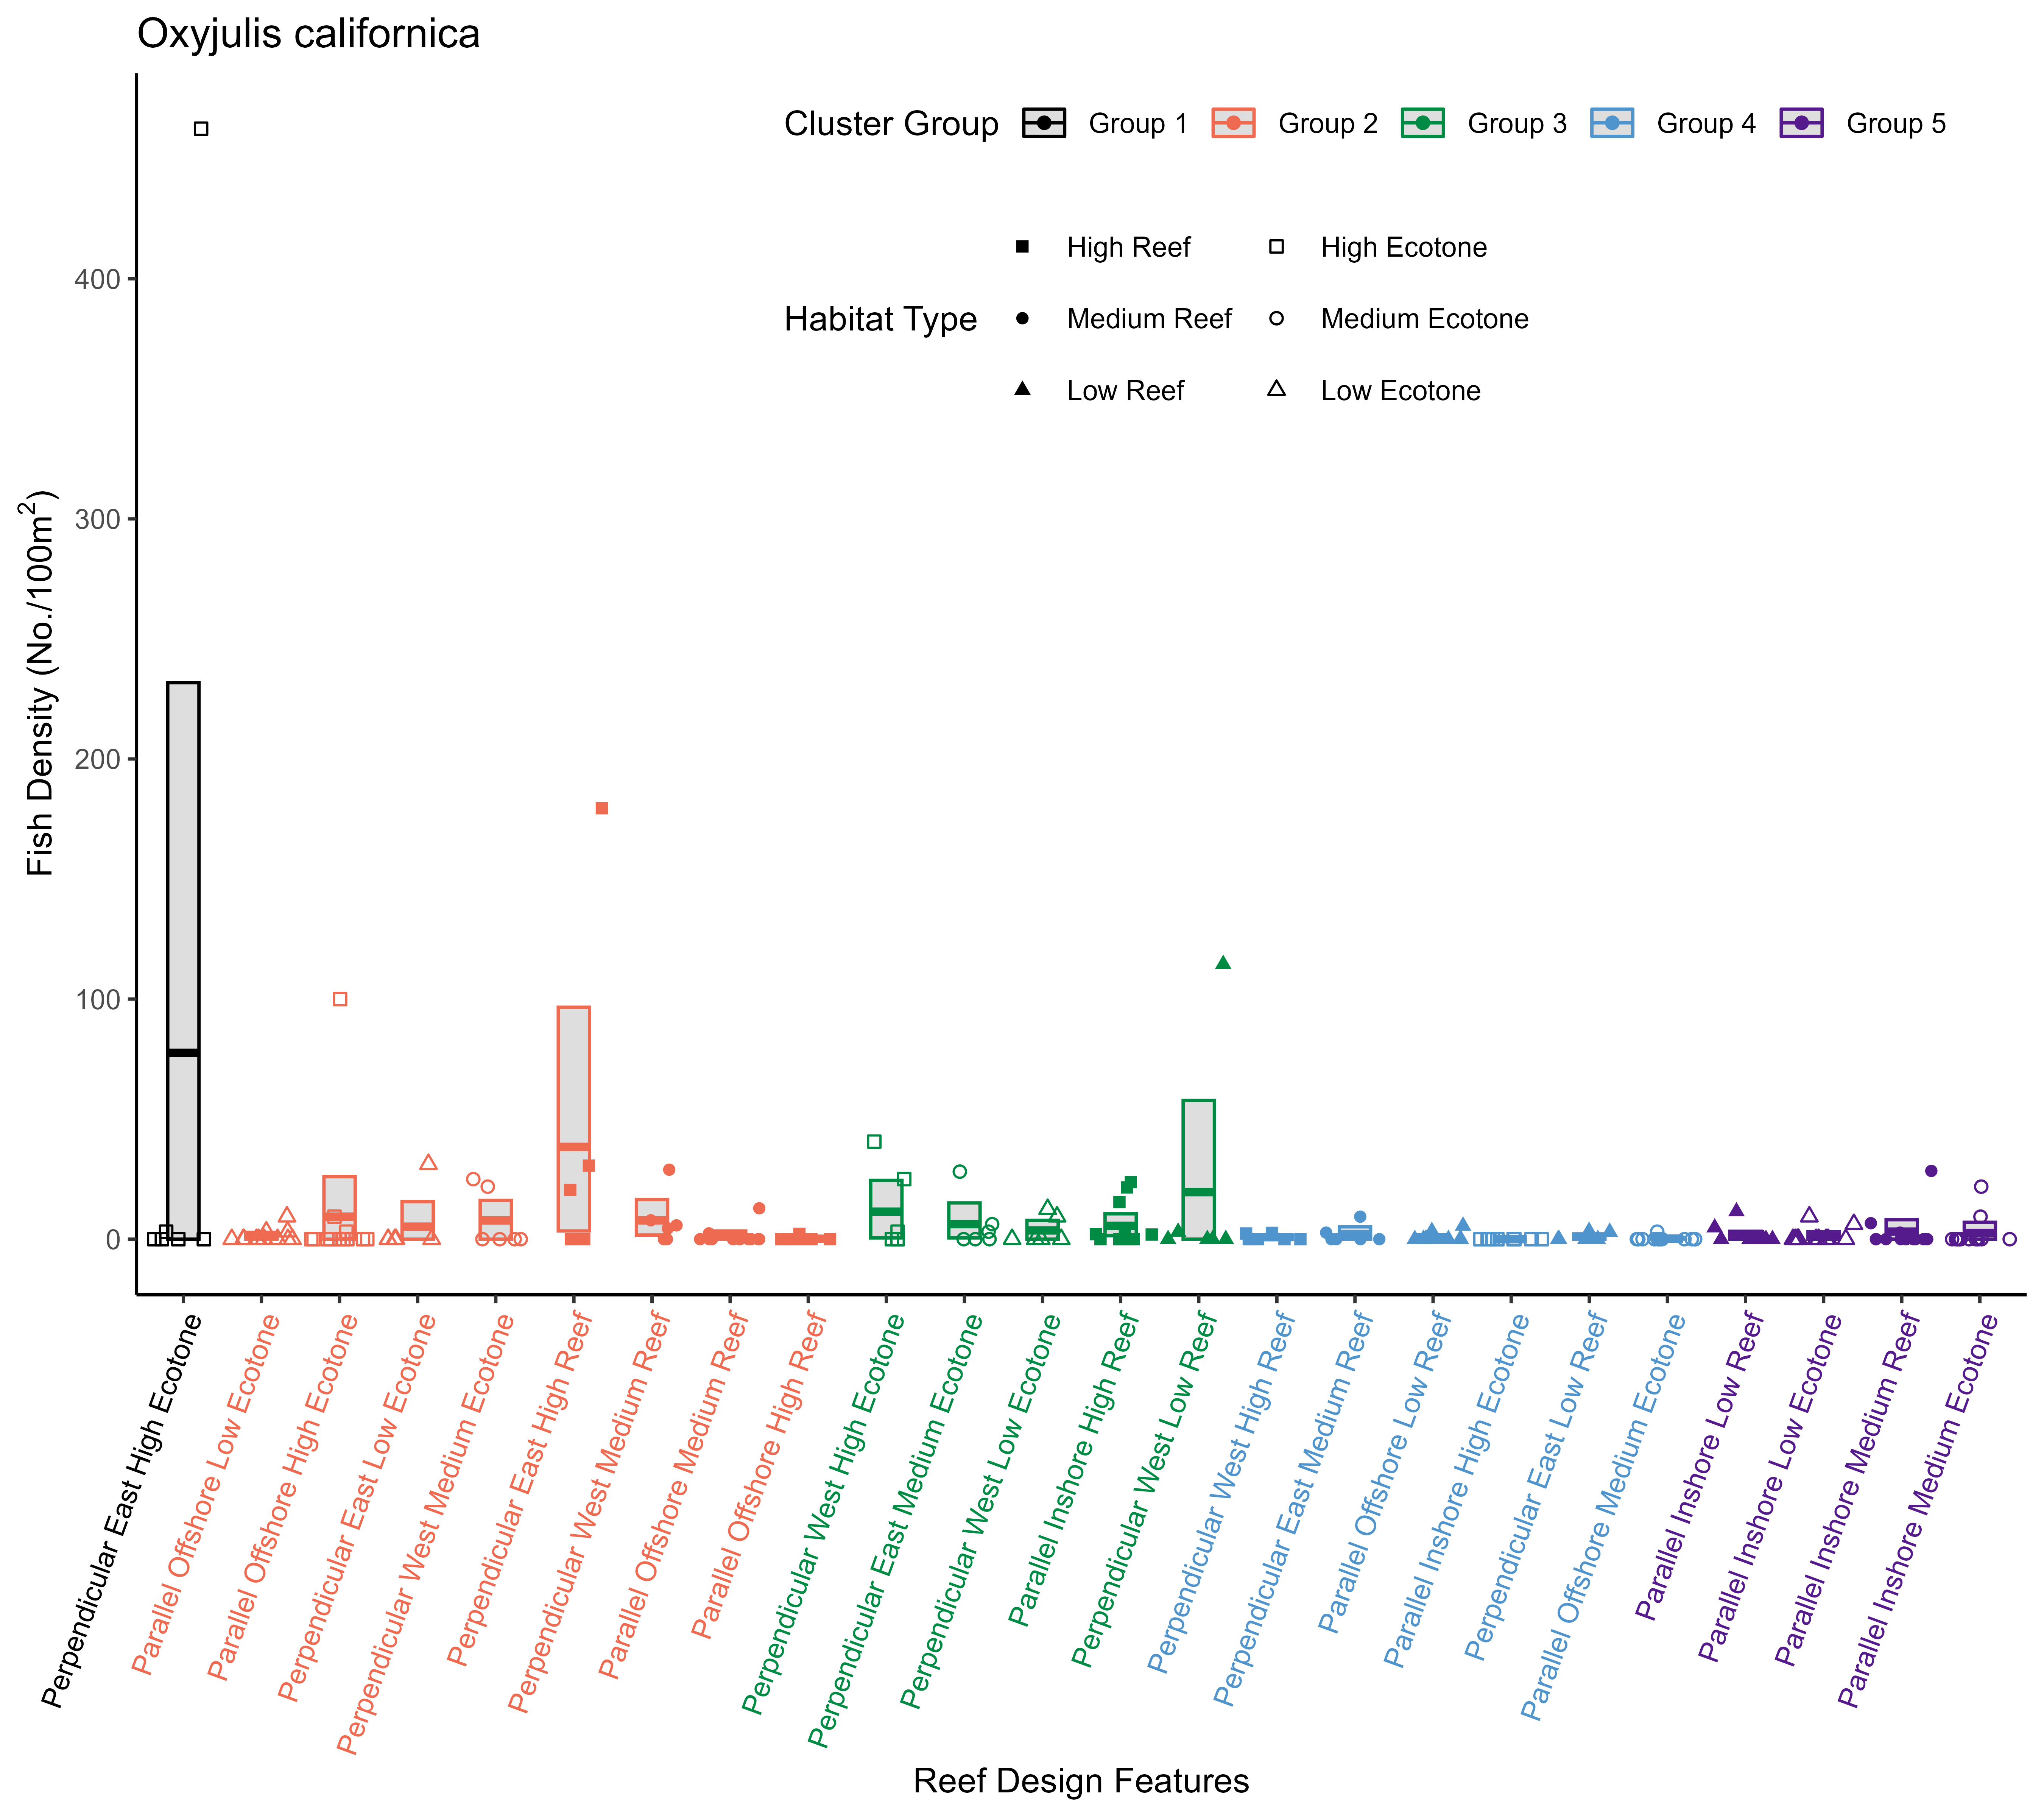 Oxyjulis californica
Cluster Group
Group 1
Group 2
Group 3
Group 4
Group 5
High Reef
High Ecotone
Habitat Type
Medium Reef
Medium Ecotone
Low Reef
Low Ecotone
Fish Density (No./100m²)
400
300
200
100
0
Perpendicular East High Ecotone
Parallel Offshore Low Ecotone
Parallel Offshore High Ecotone
Perpendicular East Low Ecotone
Perpendicular West Medium Ecotone
Perpendicular East High Reef
Perpendicular West Medium Reef
Parallel Offshore Medium Reef
Parallel Offshore High Reef
Perpendicular West High Ecotone
Perpendicular East Medium Ecotone
Perpendicular West Low Ecotone
Parallel Inshore High Reef
Perpendicular West Low Reef
Perpendicular West High Reef
Perpendicular East Medium Reef
Parallel Offshore Low Reef
Parallel Inshore High Ecotone
Perpendicular East Low Reef
Parallel Offshore Medium Ecotone
Parallel Inshore Low Reef
Parallel Inshore Low Ecotone
Parallel Inshore Medium Reef
Parallel Inshore Medium Ecotone
Reef Design Features